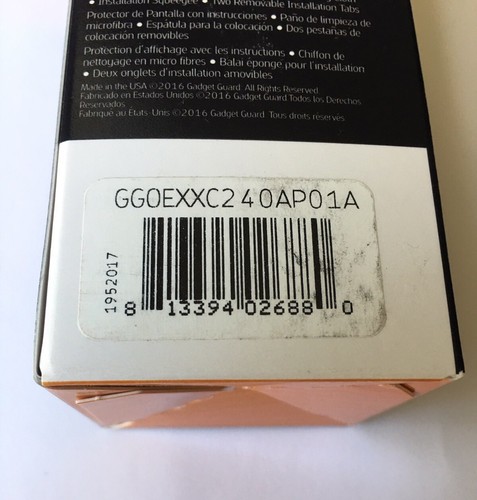 • Installation Squeegee • Two Removable Installation Tabs
Protector de Pantalla con instrucciones • Paño de limpieza de
microfibra • Espátula para la colocación • Dos pestañas de
colocación removibles
Protection d'affichage avec les instructions • Chiffon de
nettoyage en micro fibres • Balai éponge pour l'installation
• Deux onglets d'installation amovibles
Made in the USA ©2016 Gadget Guard. All Rights Reserved.
Fabricado en Estados Unidos ©2016 Gadget Guard Todos los Derechos
Reservados
Fabriqué au États-Unis ©2016 Gadget Guard. Tous droits réservés.
GG0EXXC240AP01A
1952017
8 13394 02688 0